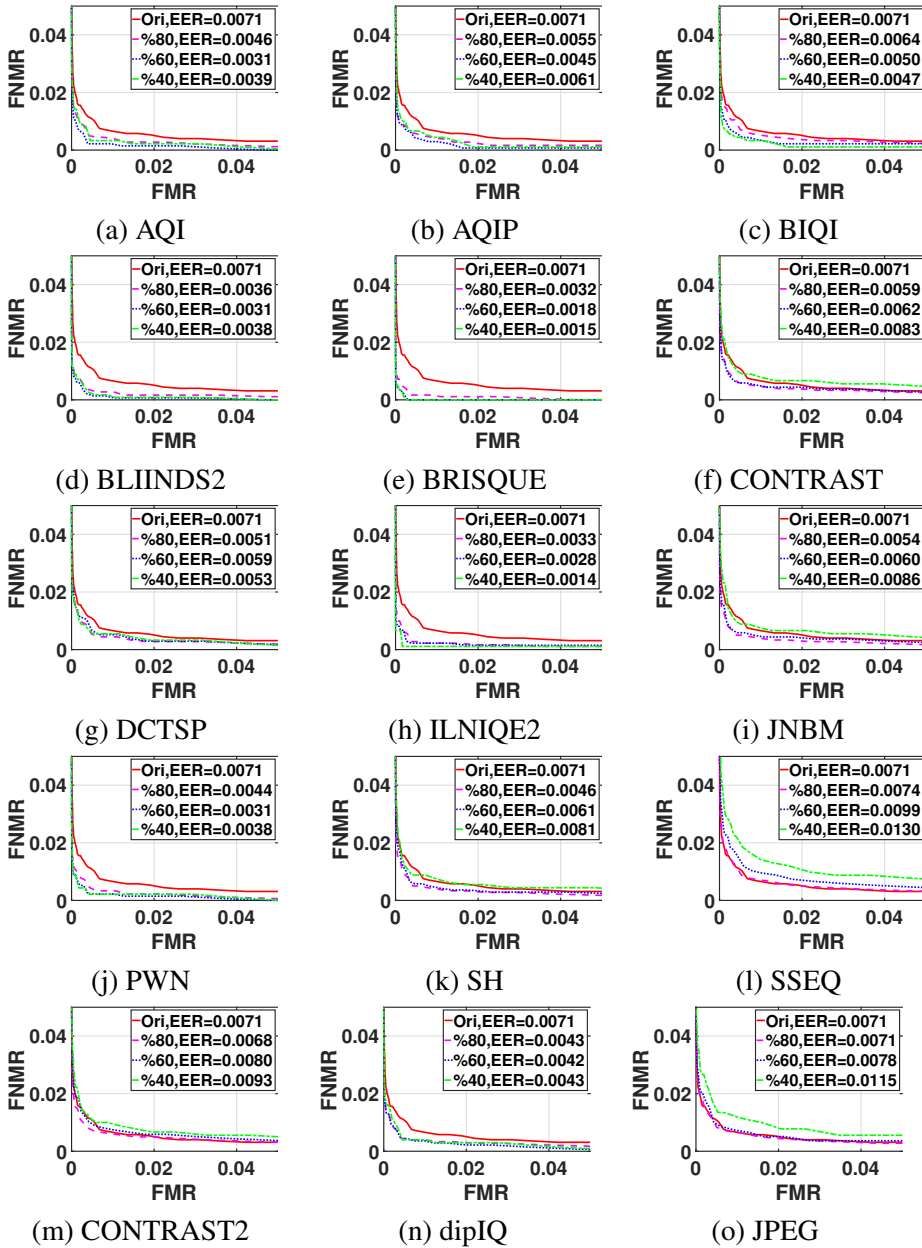 Ori,EER=0.0071
%80,EER=0.0046
%60,EER=0.0031
%40,EER=0.0039
0.04
0.02
0
FNMR
0 0.02 0.04
FMR
(a) AQI
Ori,EER=0.0071
%80,EER=0.0055
%60,EER=0.0045
%40,EER=0.0061
0.04
0.02
0
FNMR
0 0.02 0.04
FMR
(b) AQIP
Ori,EER=0.0071
%80,EER=0.0064
%60,EER=0.0050
%40,EER=0.0047
0.04
0.02
0
FNMR
0 0.02 0.04
FMR
(c) BIQI
Ori,EER=0.0071
%80,EER=0.0036
%60,EER=0.0031
%40,EER=0.0038
0.04
0.02
0
FNMR
0 0.02 0.04
FMR
(d) BLIINDS2
Ori,EER=0.0071
%80,EER=0.0032
%60,EER=0.0018
%40,EER=0.0015
0.04
0.02
0
FNMR
0 0.02 0.04
FMR
(e) BRISQUE
Ori,EER=0.0071
%80,EER=0.0059
%60,EER=0.0062
%40,EER=0.0083
0.04
0.02
0
FNMR
0 0.02 0.04
FMR
(f) CONTRAST
Ori,EER=0.0071
%80,EER=0.0051
%60,EER=0.0059
%40,EER=0.0053
0.04
0.02
0
FNMR
0 0.02 0.04
FMR
(g) DCTSP
Ori,EER=0.0071
%80,EER=0.0033
%60,EER=0.0028
%40,EER=0.0014
0.04
0.02
0
FNMR
0 0.02 0.04
FMR
(h) ILNIQE2
Ori,EER=0.0071
%80,EER=0.0054
%60,EER=0.0060
%40,EER=0.0086
0.04
0.02
0
FNMR
0 0.02 0.04
FMR
(i) JNBM
Ori,EER=0.0071
%80,EER=0.0044
%60,EER=0.0031
%40,EER=0.0038
0.04
0.02
0
FNMR
0 0.02 0.04
FMR
(j) PWN
Ori,EER=0.0071
%80,EER=0.0046
%60,EER=0.0061
%40,EER=0.0081
0.04
0.02
0
FNMR
0 0.02 0.04
FMR
(k) SH
Ori,EER=0.0071
%80,EER=0.0074
%60,EER=0.0099
%40,EER=0.0130
0.04
0.02
0
FNMR
0 0.02 0.04
FMR
(l) SSEQ
Ori,EER=0.0071
%80,EER=0.0068
%60,EER=0.0080
%40,EER=0.0093
0.04
0.02
0
FNMR
0 0.02 0.04
FMR
(m) CONTRAST2
Ori,EER=0.0071
%80,EER=0.0043
%60,EER=0.0042
%40,EER=0.0043
0.04
0.02
0
FNMR
0 0.02 0.04
FMR
(n) dipIQ
Ori,EER=0.0071
%80,EER=0.0071
%60,EER=0.0078
%40,EER=0.0115
0.04
0.02
0
FNMR
0 0.02 0.04
FMR
(o) JPEG